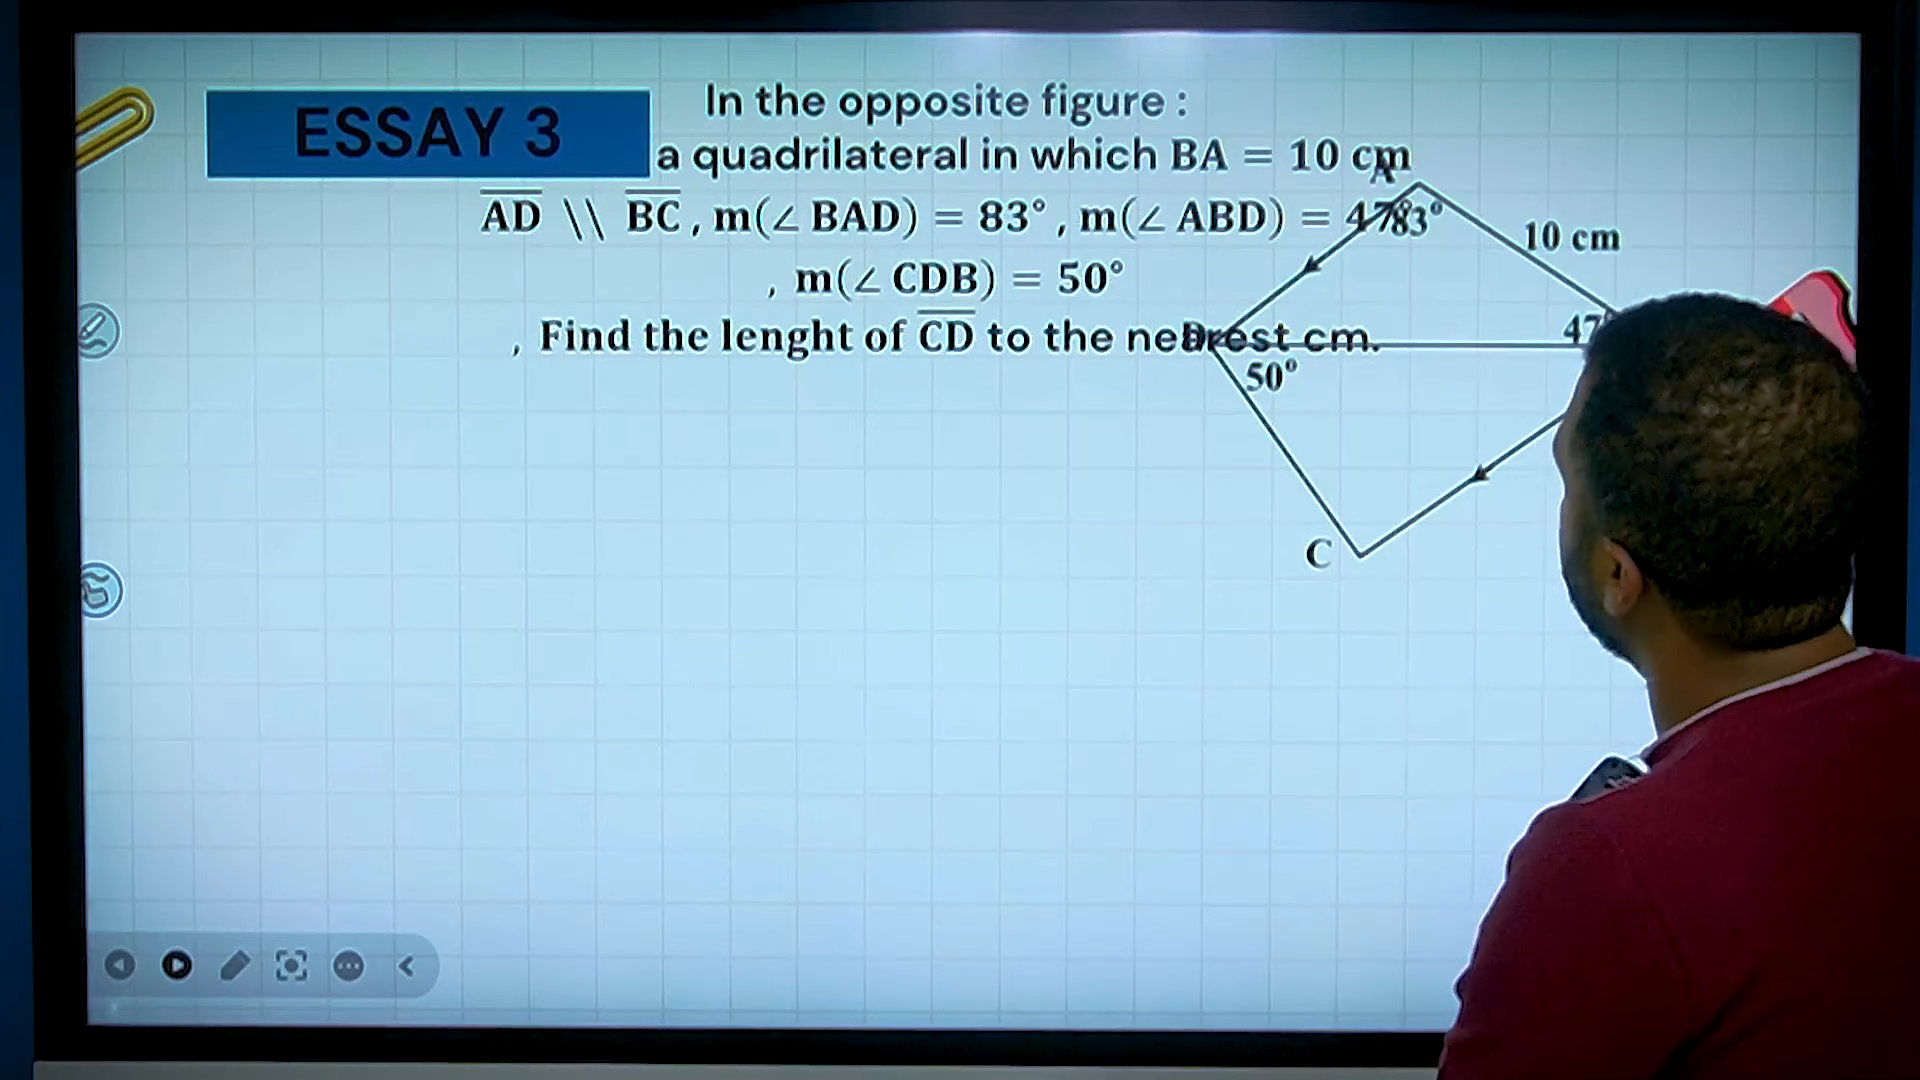 ESSAY 3
In the opposite figure :
a quadrilateral in which BA = 10 cm
AD \\ BC , m(∠ BAD) = 83° , m(∠ ABD) = 47
, m(∠ CDB) = 50°
, Find the lenght of CD to the nearest cm.
A
83°
10 cm
47
D
50°
C